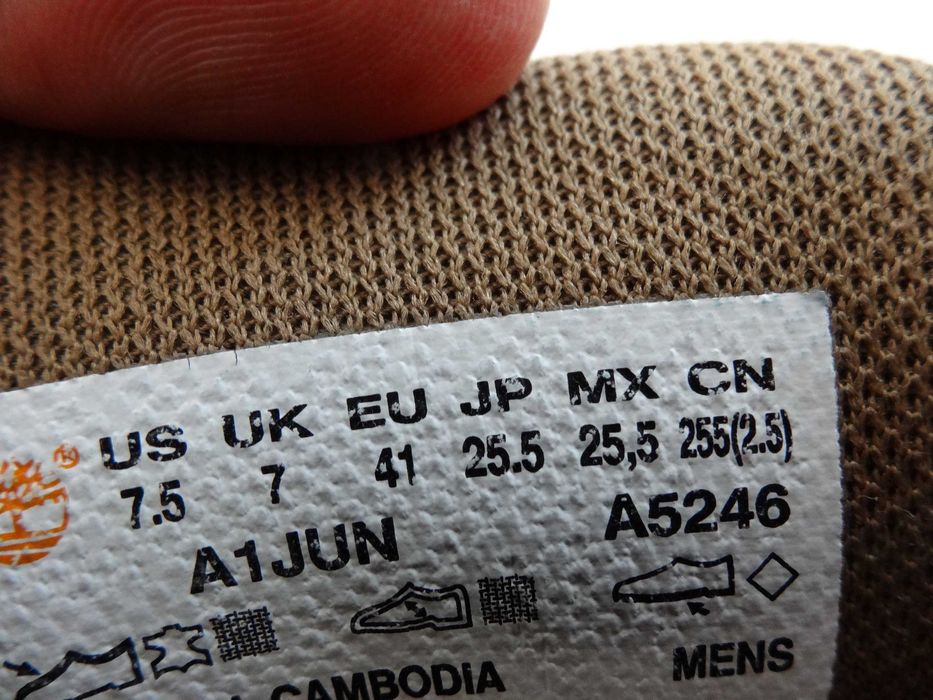 ®
US UK EU JP MX CN
7.5 7 41 25.5 25,5 255(2.5)
A1JUN A5246
CAMBODIA MENS